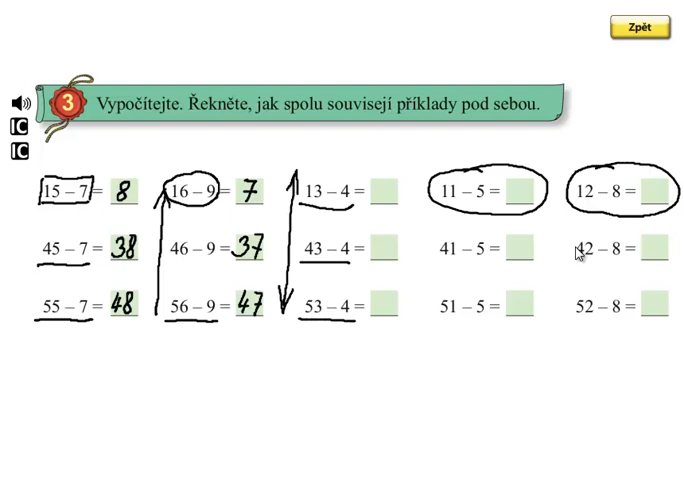 Zpět
3 Vypočítejte. Řekněte, jak spolu souvisejí příklady pod sebou.
15 – 7 = 8 16 – 9 = 7 13 – 4 = 11 – 5 = 12 – 8 =
45 – 7 = 38 46 – 9 = 37 43 – 4 = 41 – 5 = 42 – 8 =
55 – 7 = 48 56 – 9 = 47 53 – 4 = 51 – 5 = 52 – 8 =